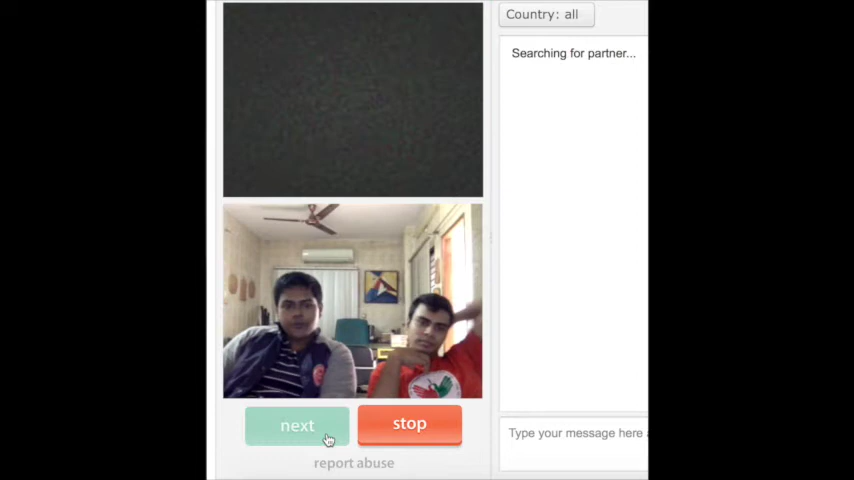 Country: all
Searching for partner...
next
stop
Type your message here
report abuse